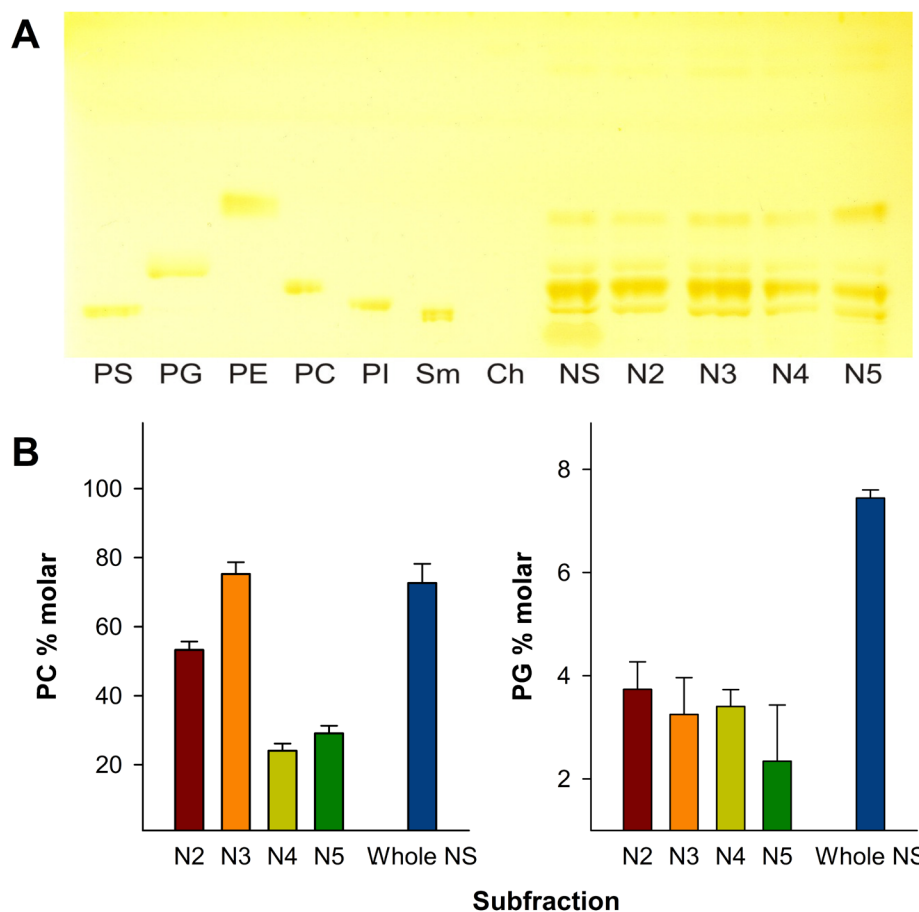 A
PS PG PE PC PI Sm Ch NS N2 N3 N4 N5
B
PC % molar
100
80
60
40
20
N2 N3 N4 N5 Whole NS
PG % molar
8
6
4
2
N2 N3 N4 N5 Whole NS
Subfraction